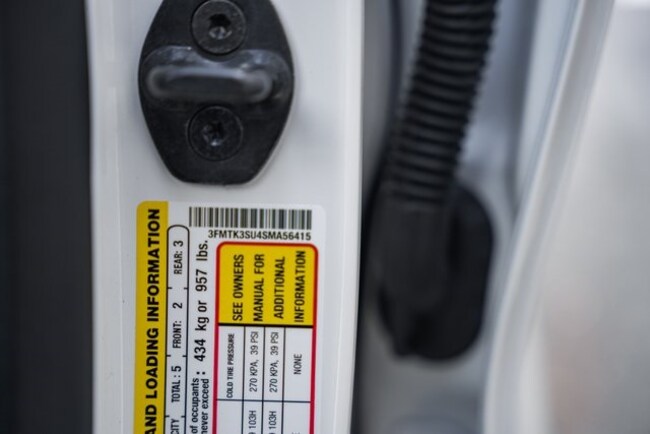 3FMTK3SU4SMA56415
AND LOADING INFORMATION
CITY TOTAL : 5 FRONT: 2 REAR: 3
of occupants :
never exceed : 434 kg or 957 lbs.
SEE OWNERS
MANUAL FOR
ADDITIONAL
INFORMATION
COLD TIRE PRESSURE
103H 270 KPA, 39 PSI
103H 270 KPA, 39 PSI
NONE